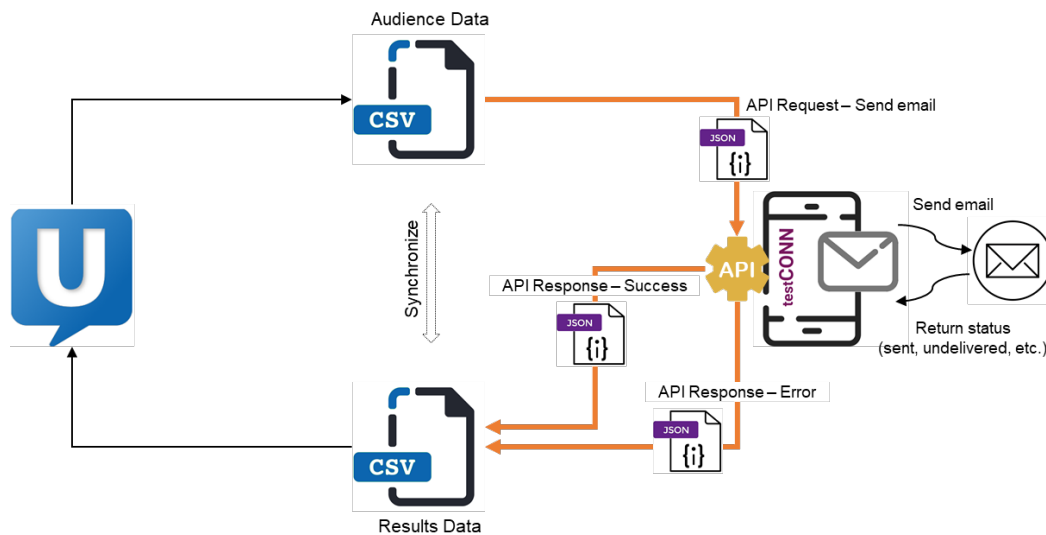 Audience Data
CSV
API Request – Send email
JSON
{i}
U
Synchronize
API
testCONN
Send email
API Response – Success
JSON
{i}
Return status
(sent, undelivered, etc.)
API Response – Error
JSON
{i}
CSV
Results Data